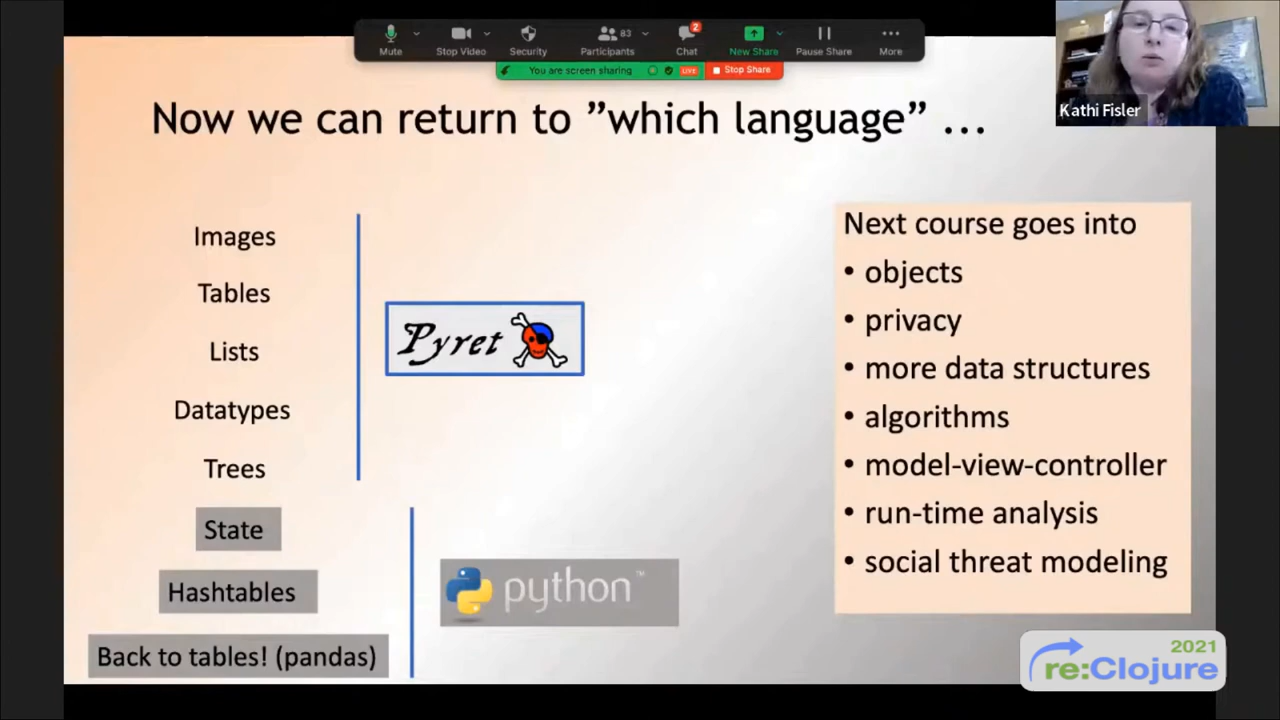 Mute
Stop Video
Security
83
Participants
2
Chat
New Share
Pause Share
More
You are screen sharing
LIVE
Stop Share
Kathi Fisler
Now we can return to ”which language” ...
Images
Tables
Lists
Datatypes
Trees
State
Hashtables
Back to tables! (pandas)
Pyret
python™
Next course goes into
• objects
• privacy
• more data structures
• algorithms
• model-view-controller
• run-time analysis
• social threat modeling
2021
re:Clojure